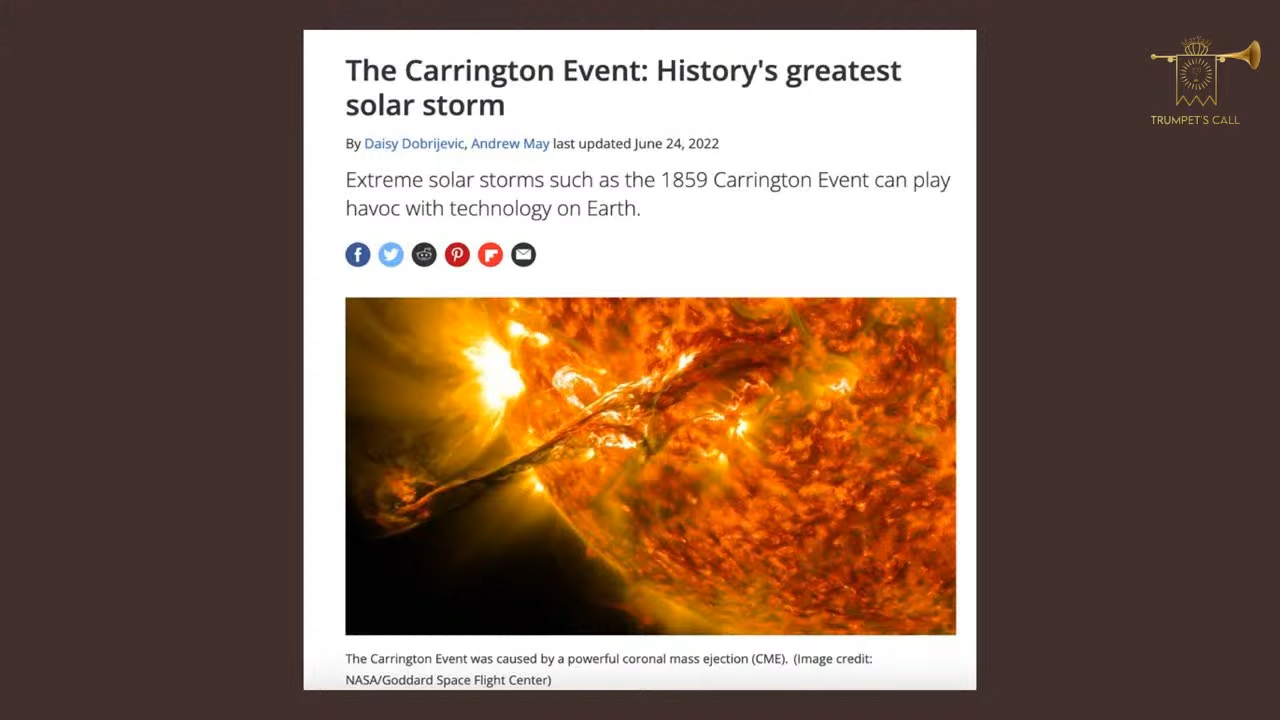 The Carrington Event: History's greatest
solar storm
By Daisy Dobrijevic, Andrew May last updated June 24, 2022
Extreme solar storms such as the 1859 Carrington Event can play
havoc with technology on Earth.
The Carrington Event was caused by a powerful coronal mass ejection (CME). (Image credit:
NASA/Goddard Space Flight Center)
TRUMPET'S CALL